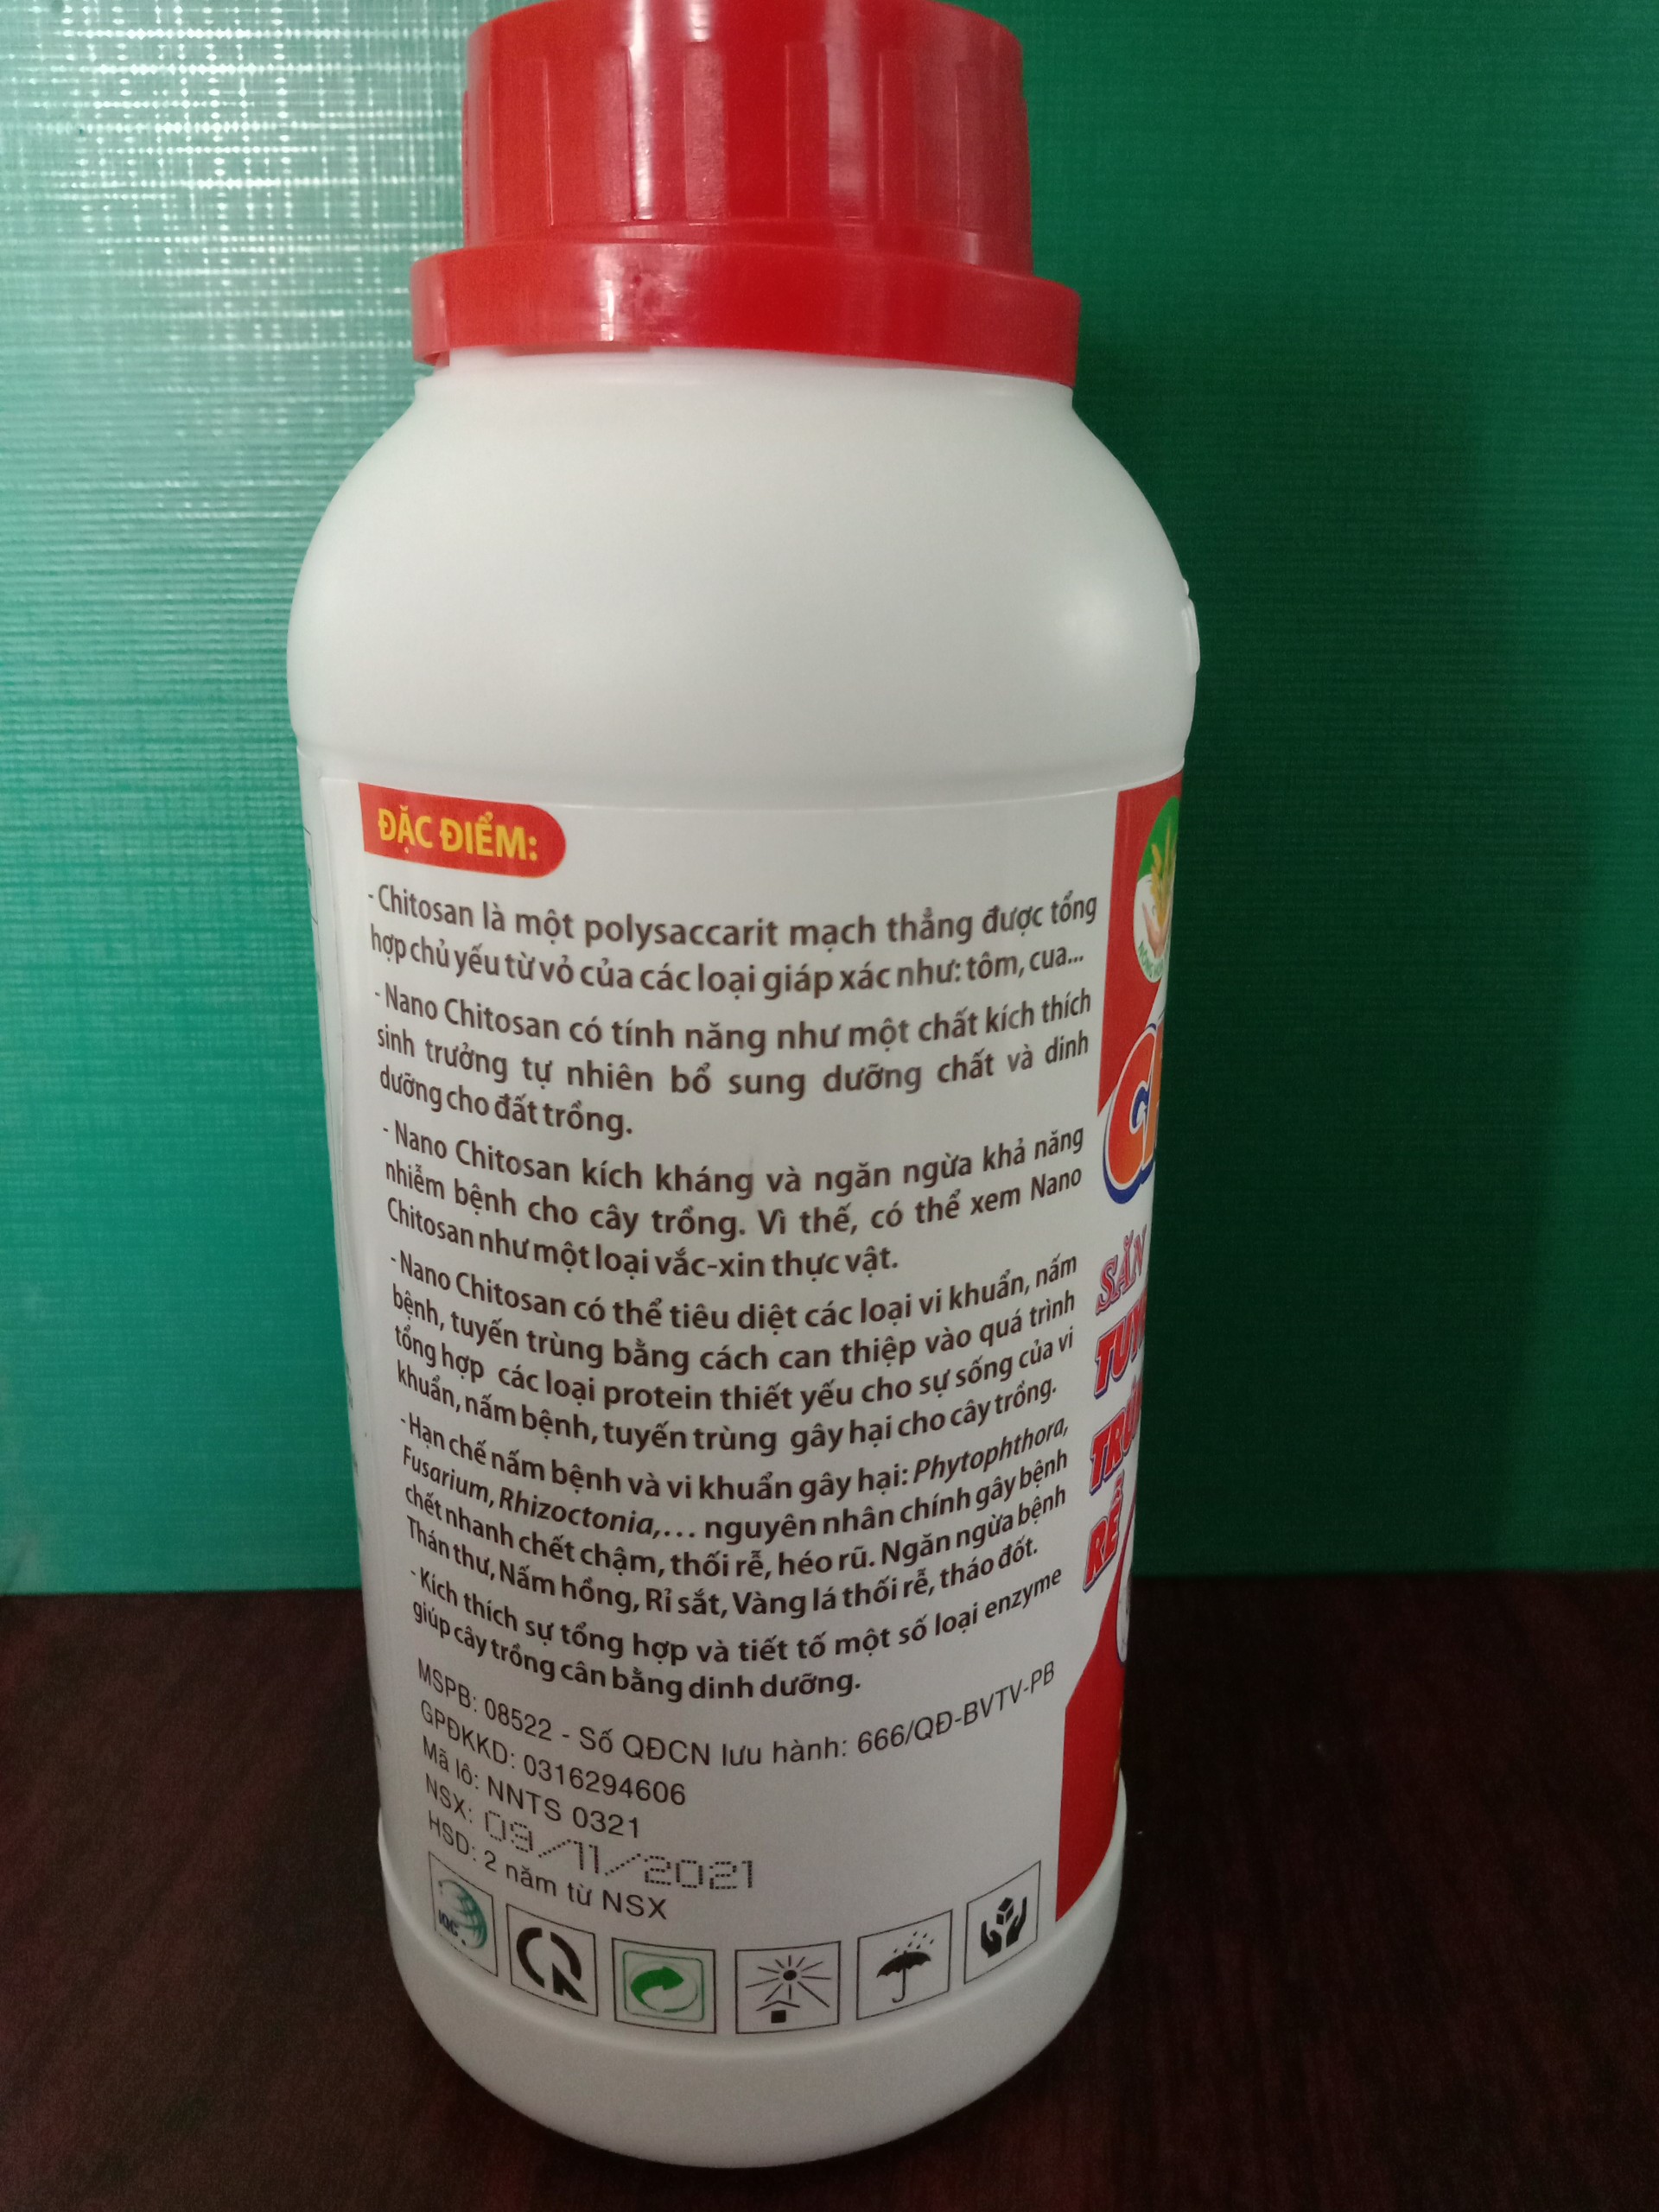 ĐẶC ĐIỂM:
- Chitosan là một polysaccarit mạch thẳng được tổng
hợp chủ yếu từ vỏ của các loại giáp xác như: tôm, cua...
- Nano Chitosan có tính năng như một chất kích thích
sinh trưởng tự nhiên bổ sung dưỡng chất và dinh
dưỡng cho đất trồng.
- Nano Chitosan kích kháng và ngăn ngừa khả năng
nhiễm bệnh cho cây trồng. Vì thế, có thể xem Nano
Chitosan như một loại vắc-xin thực vật.
- Nano Chitosan có thể tiêu diệt các loại vi khuẩn, nấm
bệnh, tuyến trùng bằng cách can thiệp vào quá trình
tổng hợp các loại protein thiết yếu cho sự sống của vi
khuẩn, nấm bệnh, tuyến trùng gây hại cho cây trồng.
- Hạn chế nấm bệnh và vi khuẩn gây hại: Phytophthora,
Fusarium, Rhizoctonia,... nguyên nhân chính gây bệnh
chết nhanh chết chậm, thối rễ, héo rũ. Ngăn ngừa bệnh
Thán thư, Nấm hồng, Rỉ sắt, Vàng lá thối rễ, tháo đốt.
- Kích thích sự tổng hợp và tiết tố một số loại enzyme
giúp cây trồng cân bằng dinh dưỡng.
MSPB: 08522 - Số QĐCN lưu hành: 666/QĐ-BVTV-PB
GPĐKKD: 0316294606
Mã lô: NNTS 0321
NSX: 09/11/2021
HSD: 2 năm từ NSX
IQC
SĂN
RỄ